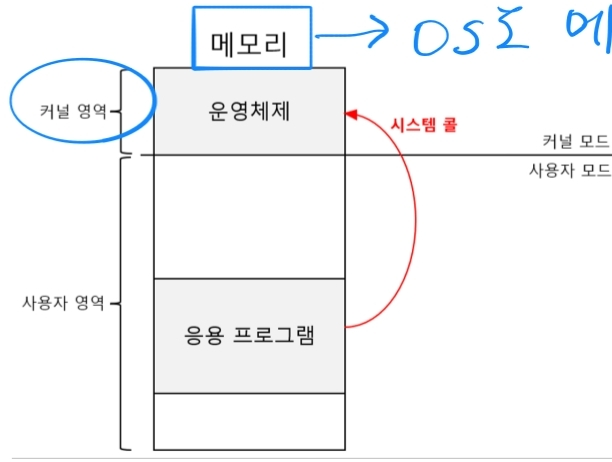 메모리 → OS도 메
커널 영역
운영체제
시스템 콜
커널 모드
사용자 모드
사용자 영역
응용 프로그램